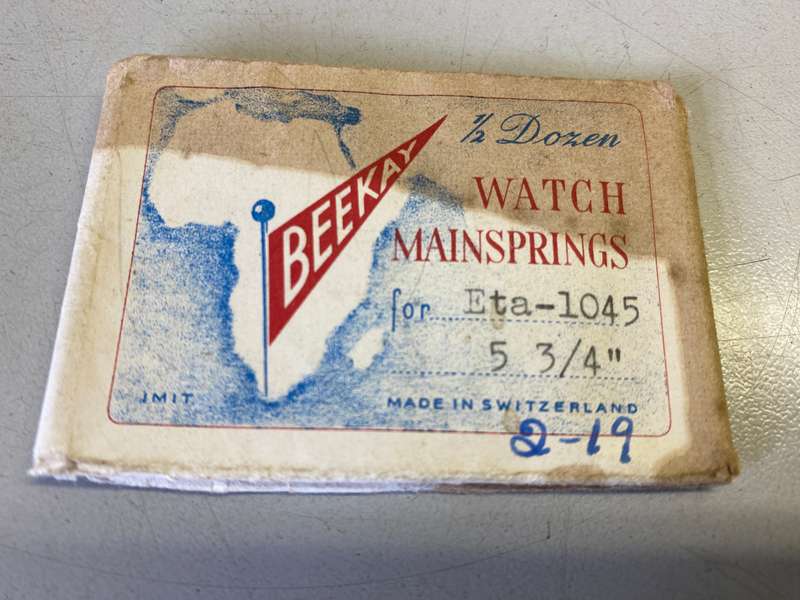 ½ Dozen
BEEKAY
WATCH
MAINSPRINGS
for Eta-1045
5 3/4"
JMIT
MADE IN SWITZERLAND
2-19